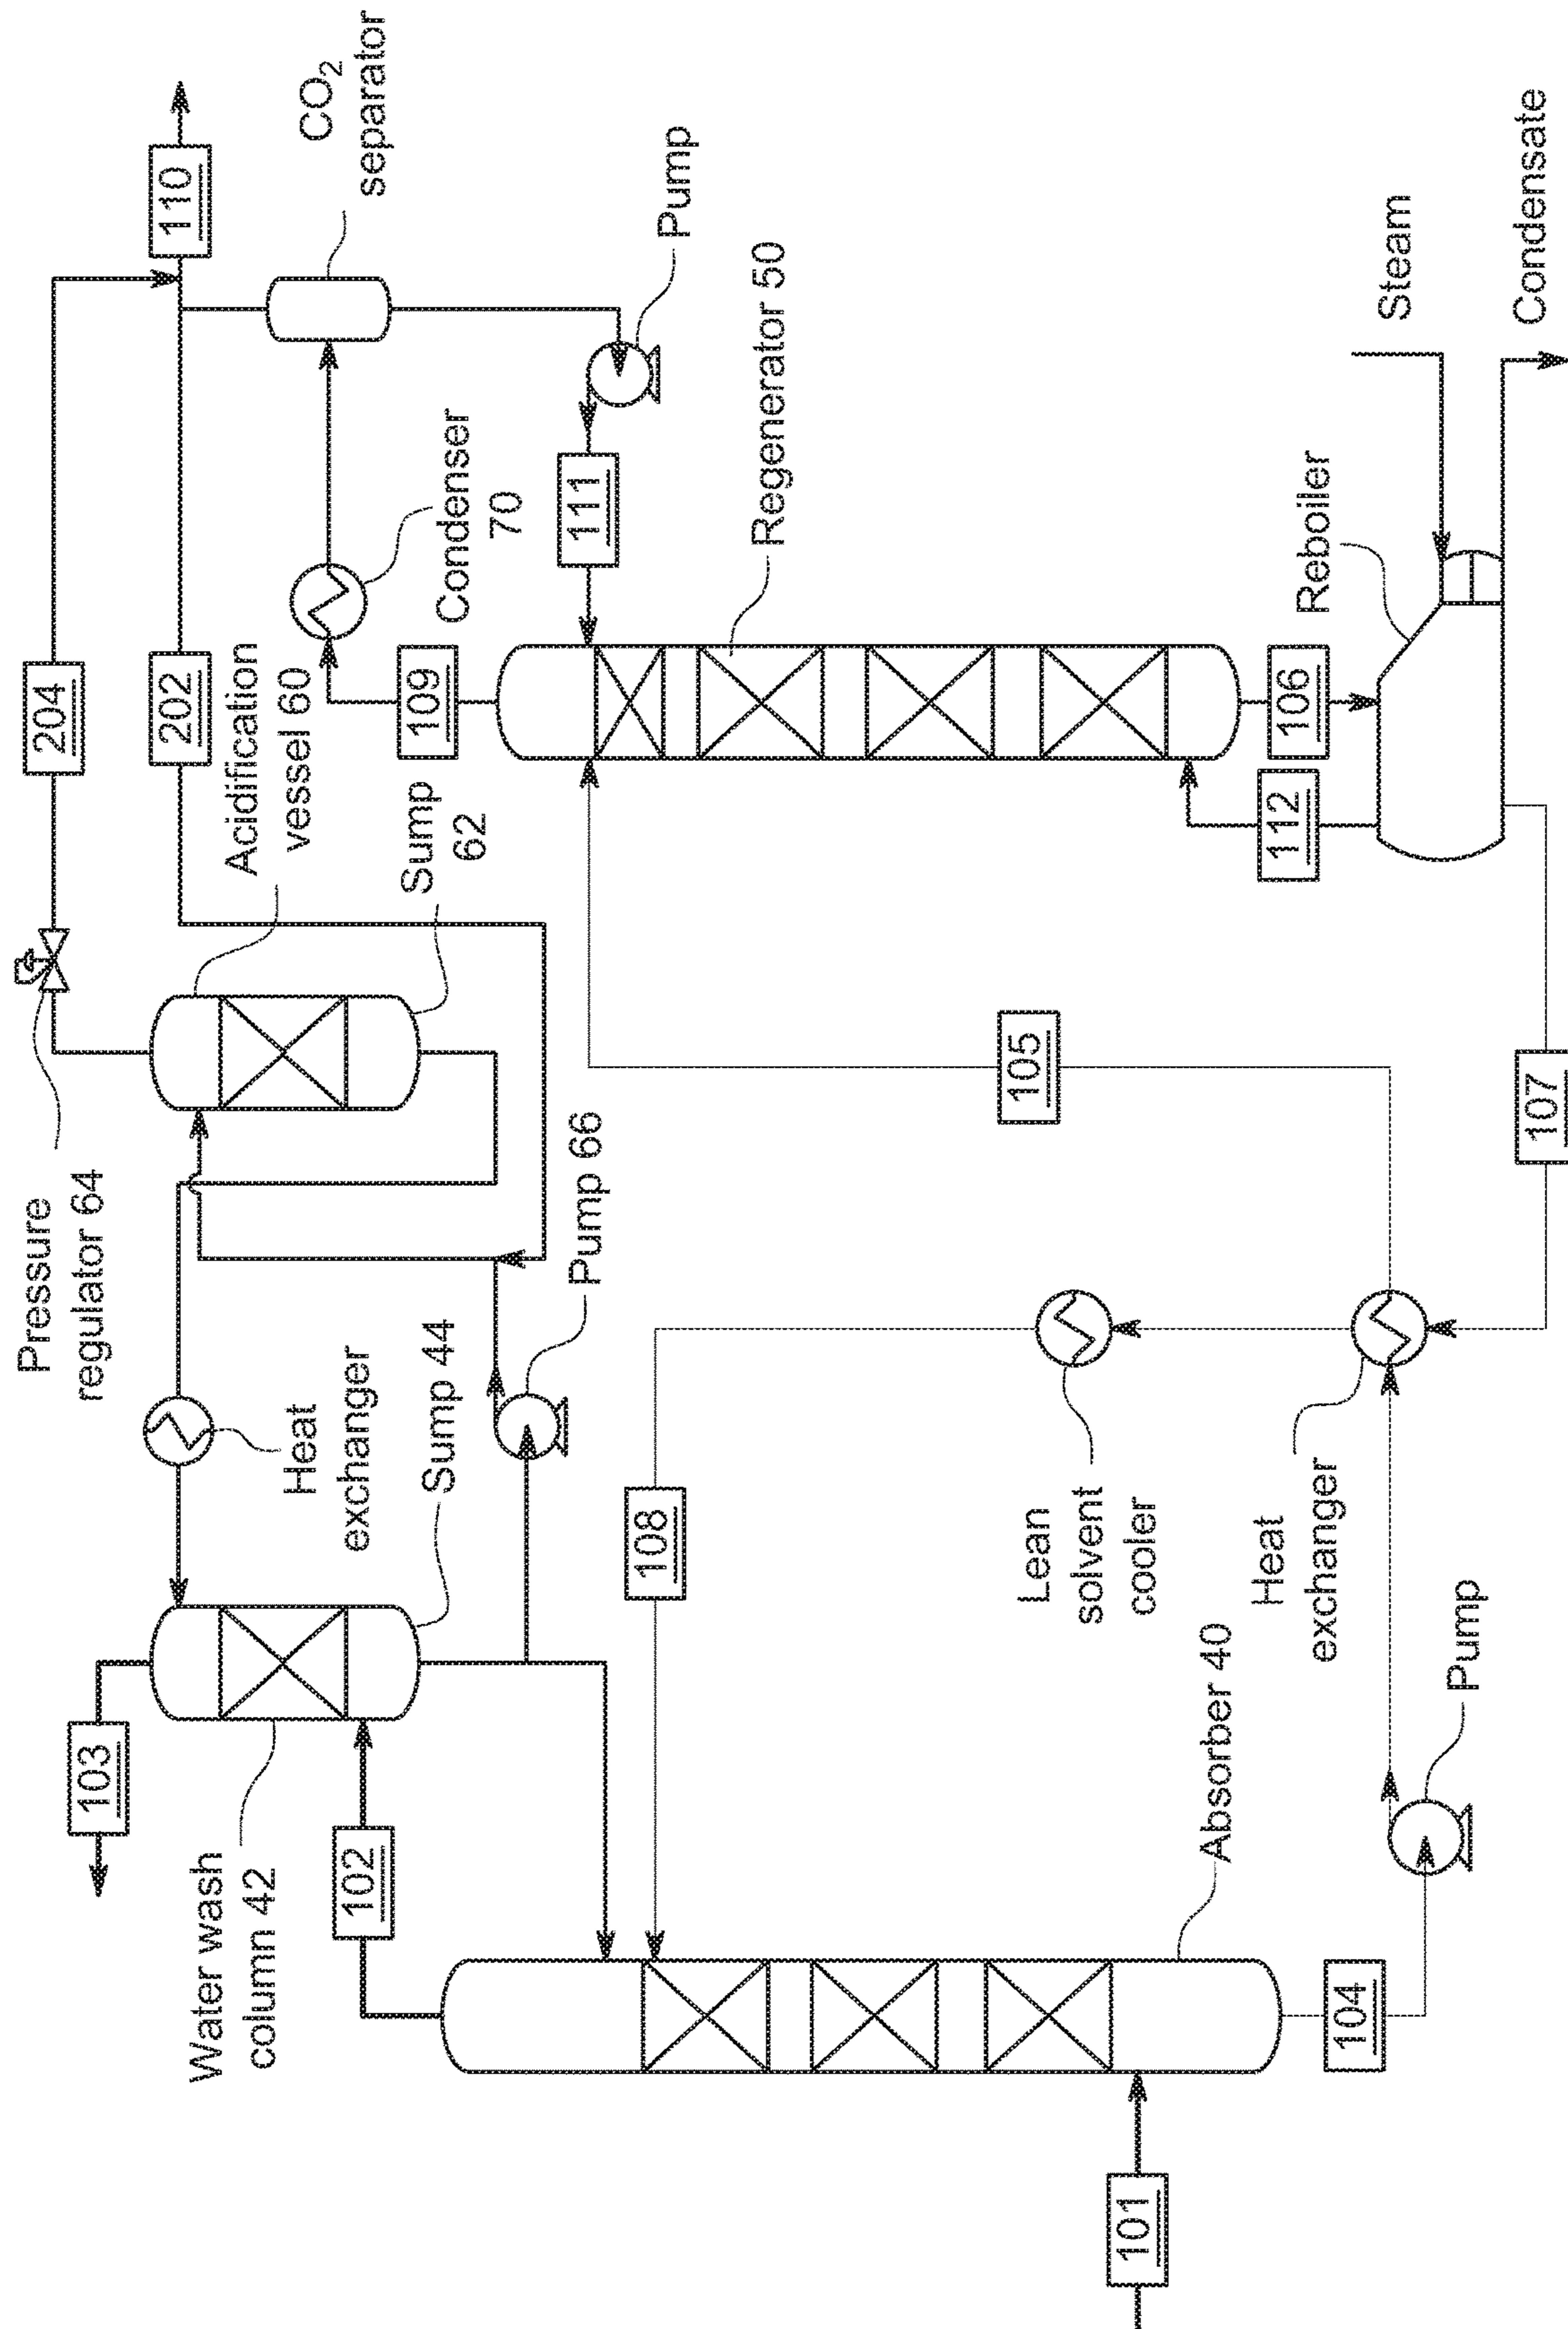 103
Water wash
column 42
102
Pressure
regulator 64
Heat
exchanger
Sump 44
Pump 66
204
202
Acidification
vessel 60
Sump
62
110
CO₂
separator
109
Condenser
70
111
Pump
Regenerator 50
101
Absorber 40
104
Pump
108
Lean
solvent
cooler
Heat
exchanger
105
107
112
106
Reboiler
Steam
Condensate